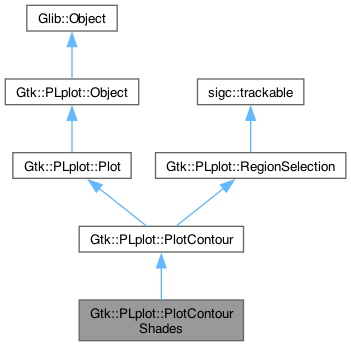 Glib::Object
Gtk::PLplot::Object
sigc::trackable
Gtk::PLplot::Plot
Gtk::PLplot::RegionSelection
Gtk::PLplot::PlotContour
Gtk::PLplot::PlotContour
Shades